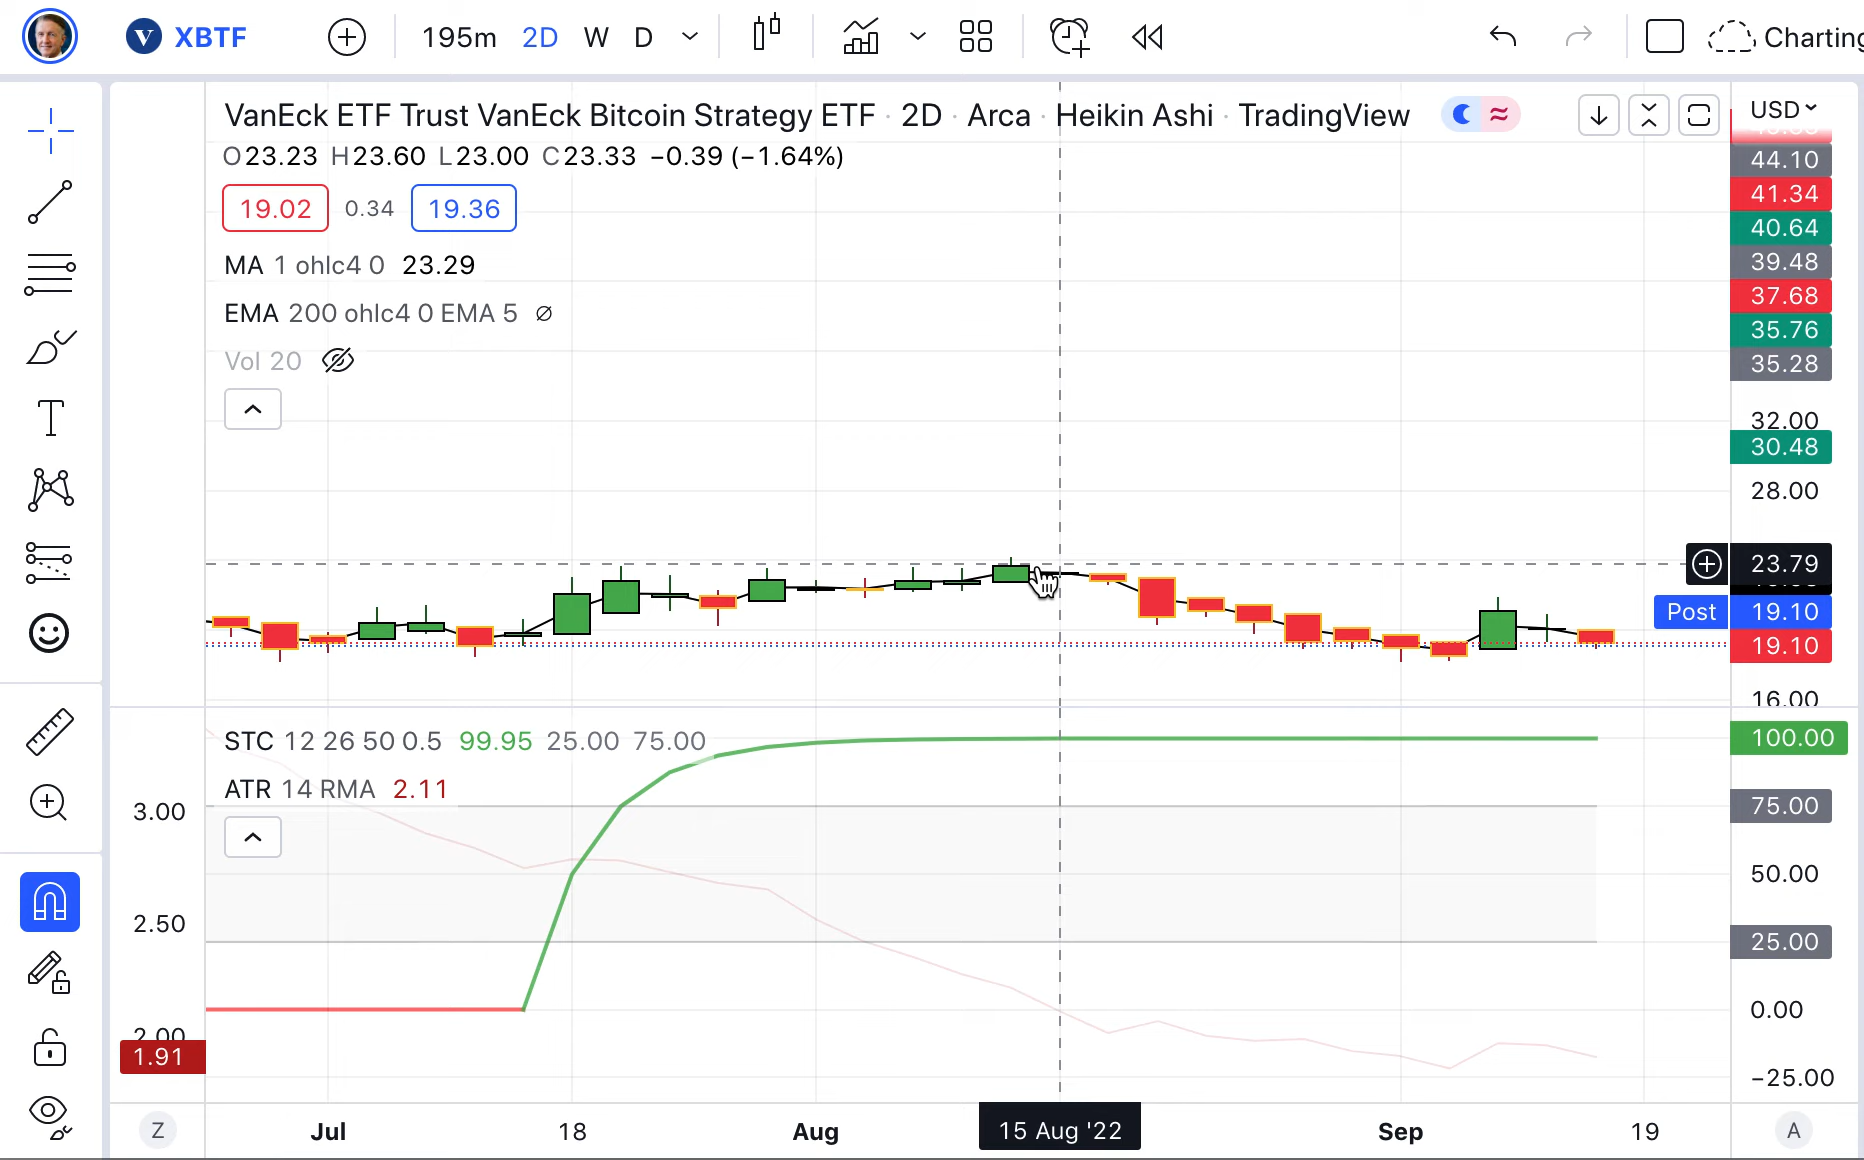 V XBTF 195m 2D W D Charting
VanEck ETF Trust VanEck Bitcoin Strategy ETF · 2D · Arca · Heikin Ashi · TradingView
O23.23 H23.60 L23.00 C23.33 −0.39 (−1.64%)
19.02 0.34 19.36
MA 1 ohlc4 0 23.29
EMA 200 ohlc4 0 EMA 5 ∅
Vol 20
USD
44.10
41.34
40.64
39.48
37.68
35.76
35.28
32.00
30.48
28.00
23.79
Post 19.10
19.10
16.00
STC 12 26 50 0.5 99.95 25.00 75.00
ATR 14 RMA 2.11
3.00
2.50
2.00
1.91
100.00
75.00
50.00
25.00
0.00
−25.00
Z Jul 18 Aug 15 Aug '22 Sep 19 A